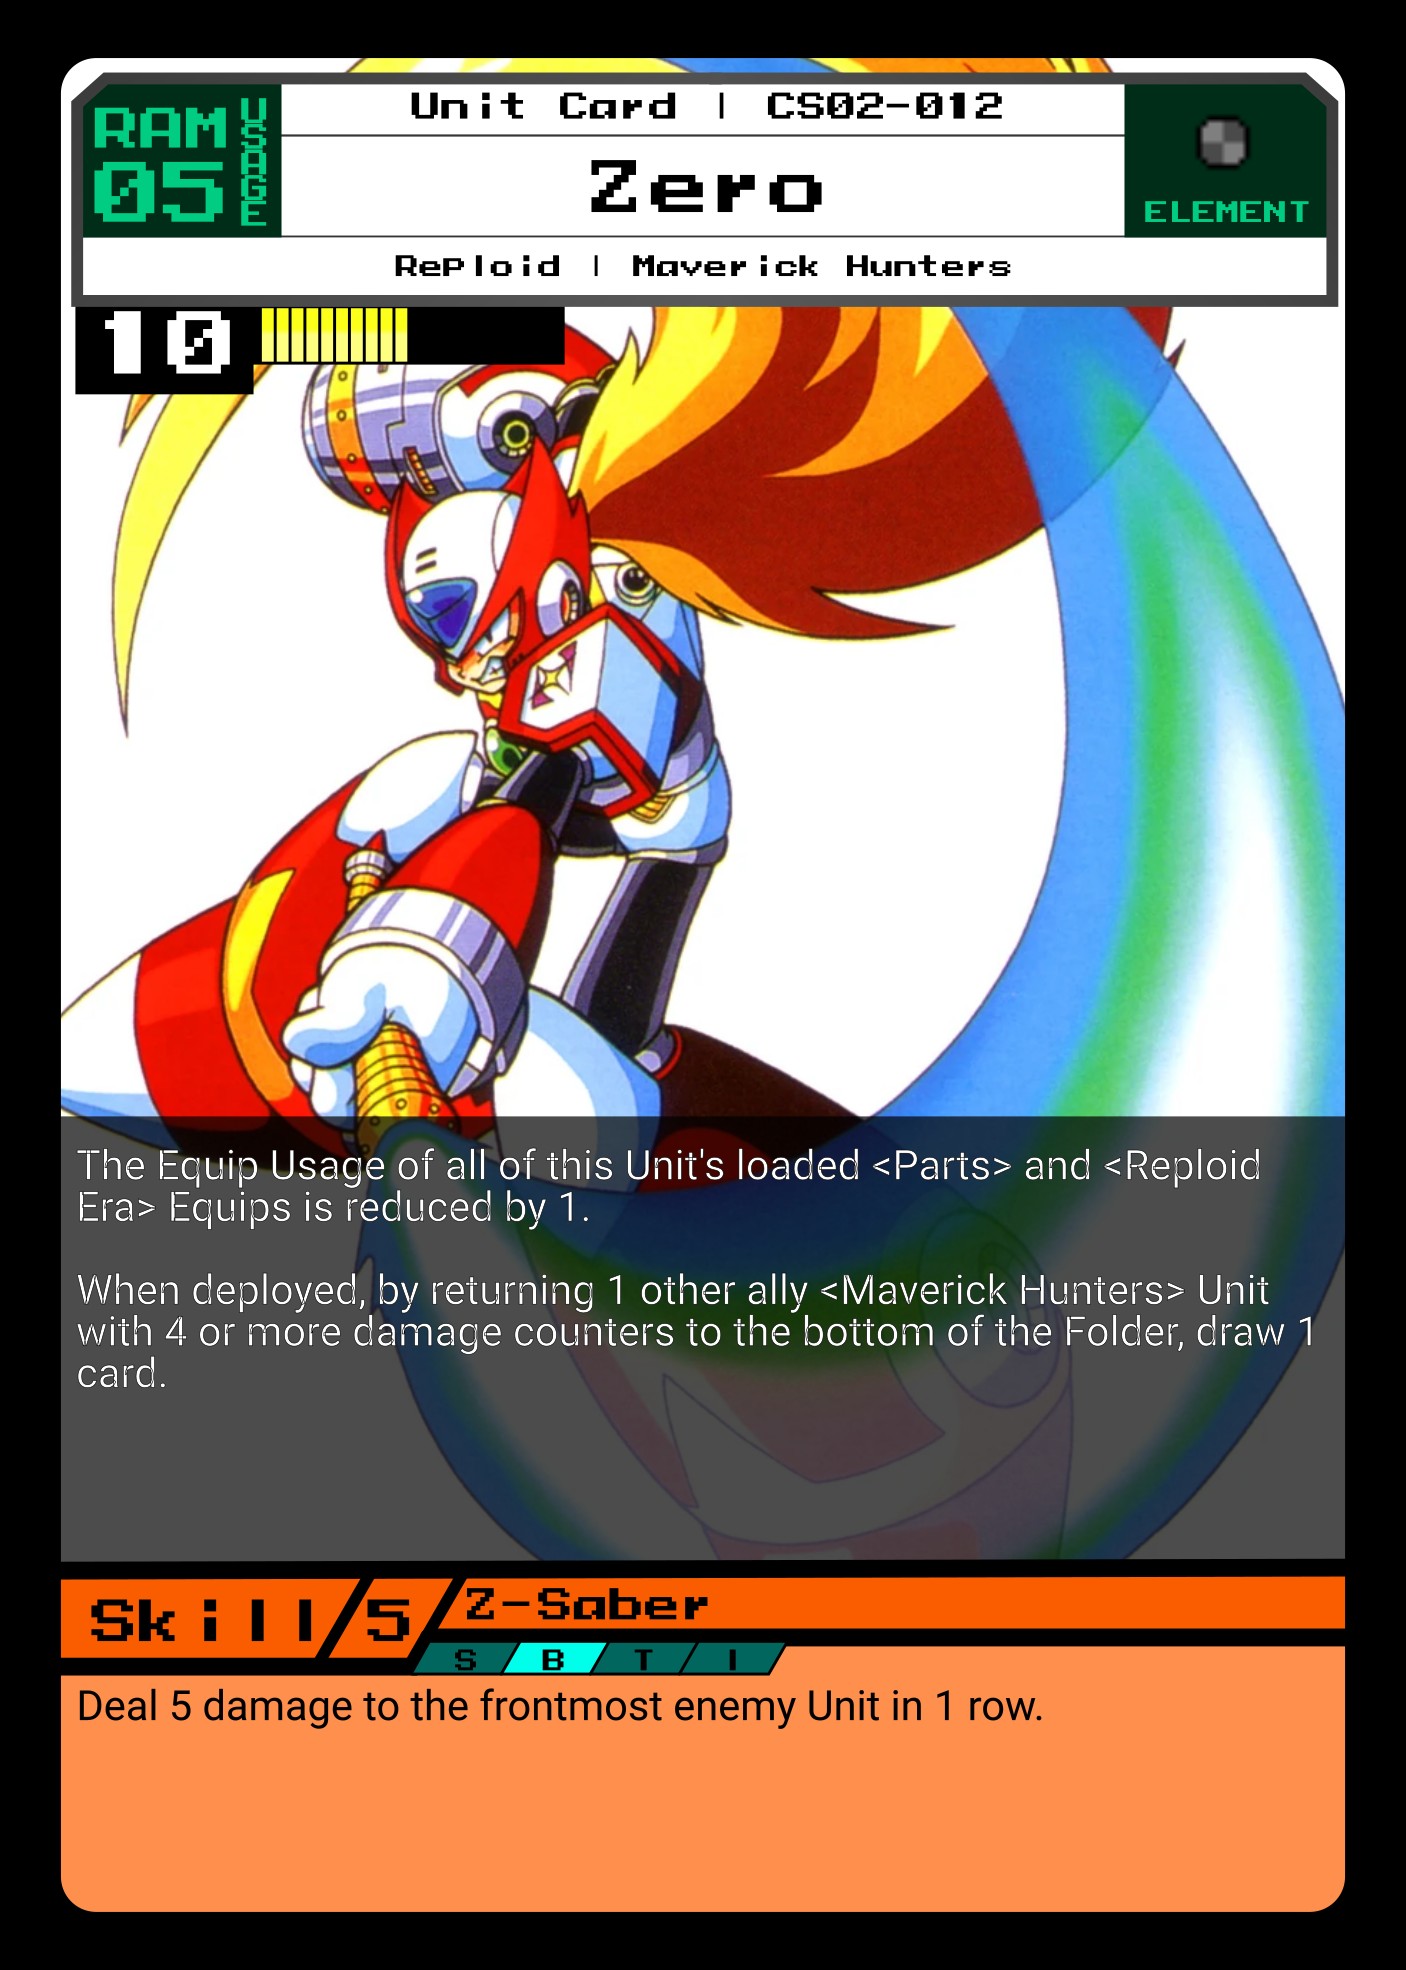 RAM USAGE
05
Unit Card | CS02-012
Zero
ELEMENT
Reploid | Maverick Hunters
10
The Equip Usage of all of this Unit's loaded <Parts> and <Reploid
Era> Equips is reduced by 1.
When deployed, by returning 1 other ally <Maverick Hunters> Unit
with 4 or more damage counters to the bottom of the Folder, draw 1
card.
Skill/5 Z-Saber
S B T I
Deal 5 damage to the frontmost enemy Unit in 1 row.